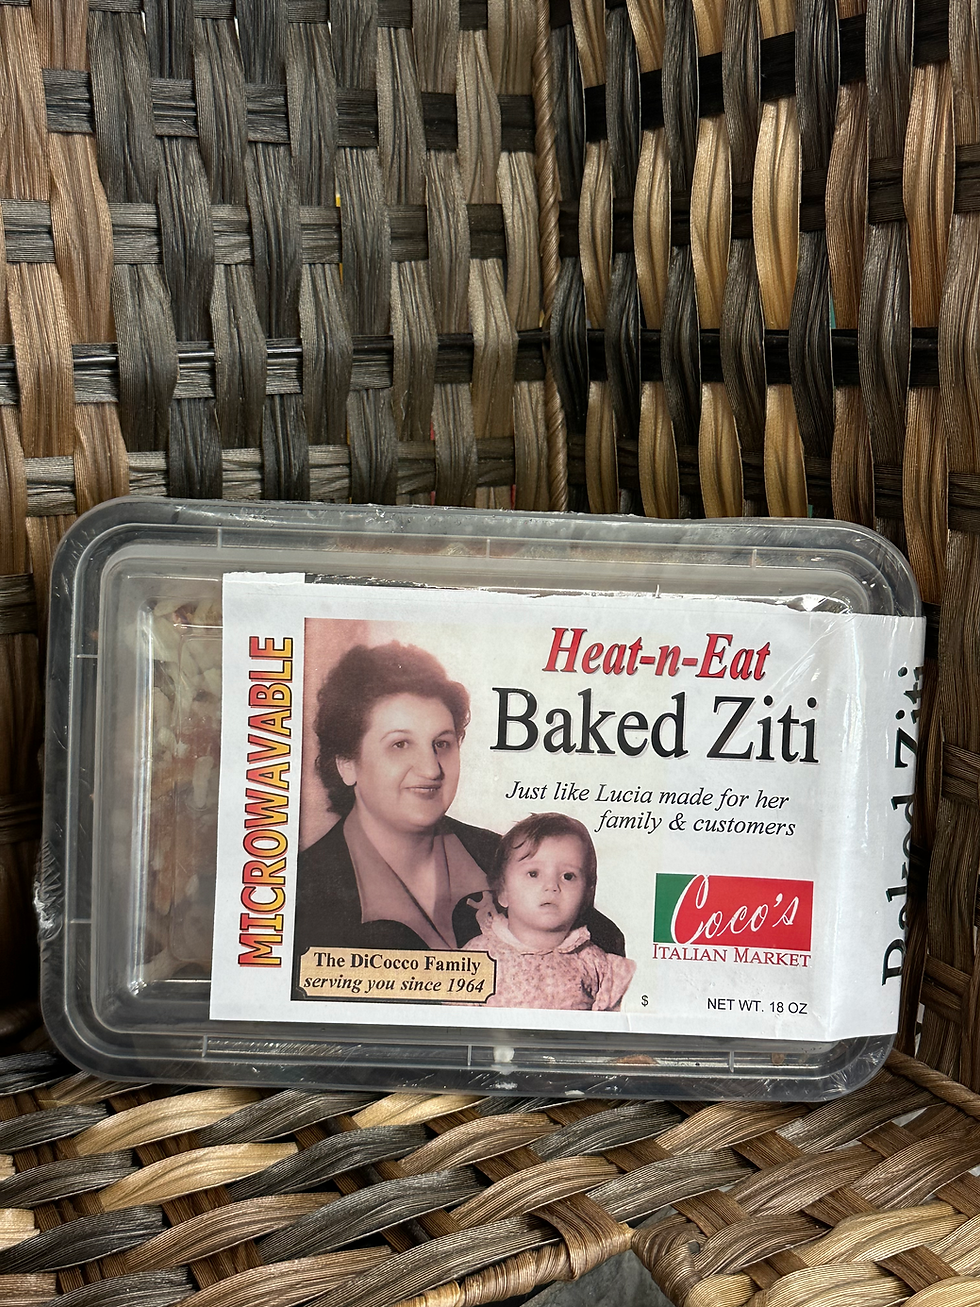 MICROWAVABLE
Heat-n-Eat
Baked Ziti
Just like Lucia made for her
family & customers
Coco's
ITALIAN MARKET
The DiCocco Family
serving you since 1964
$
NET WT. 18 OZ
Baked Ziti